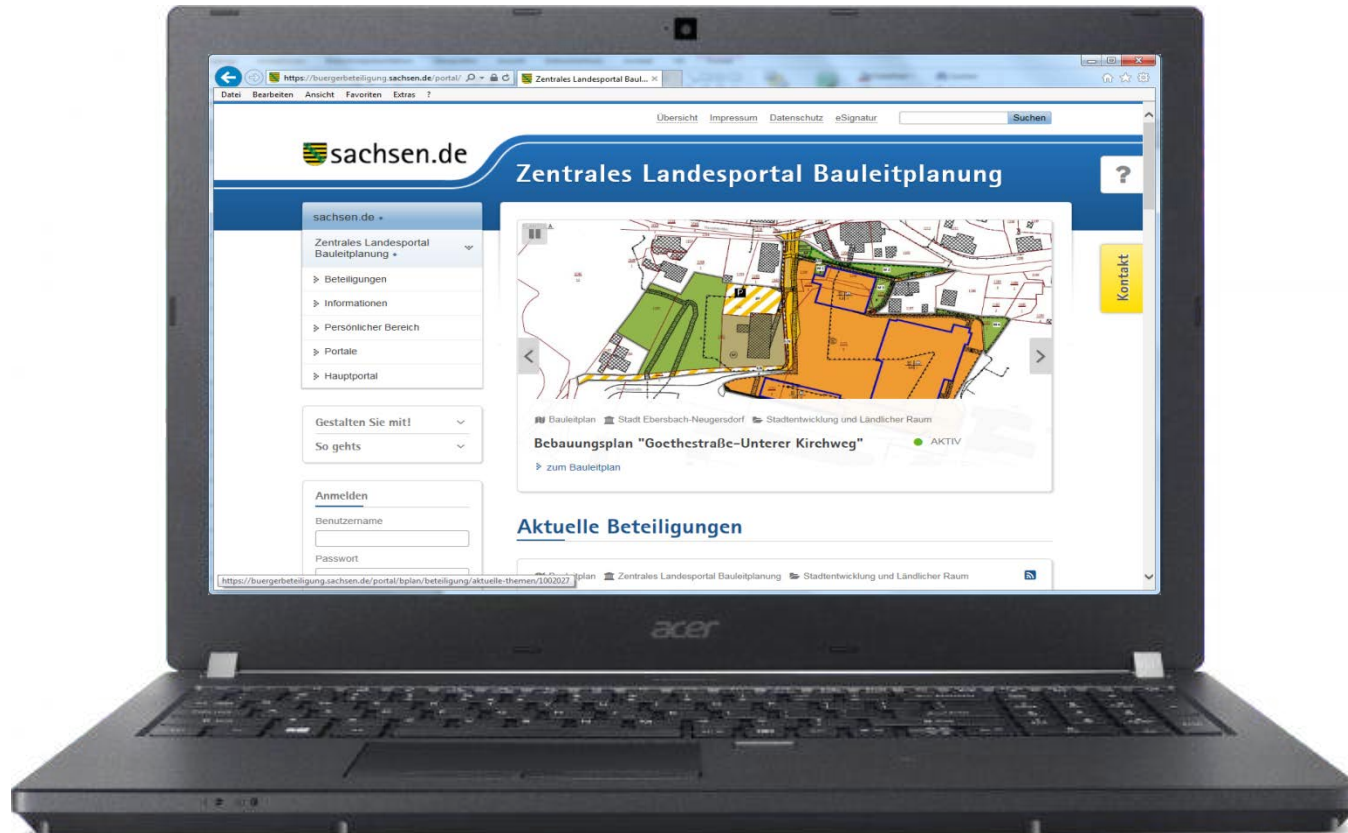 https://buergerbeteiligung.sachsen.de/portal/
Zentrales Landesportal Baul...
Datei Bearbeiten Ansicht Favoriten Extras ?
Übersicht Impressum Datenschutz eSignatur Suchen
sachsen.de
Zentrales Landesportal Bauleitplanung
?
sachsen.de
Zentrales Landesportal
Bauleitplanung
Beteiligungen
Informationen
Persönlicher Bereich
Portale
Hauptportal
Kontakt
Gestalten Sie mit!
So gehts
Bauleitplan Stadt Ebersbach-Neugersdorf Stadtentwicklung und Ländlicher Raum
Bebauungsplan "Goethestraße-Unterer Kirchweg" AKTIV
zum Bauleitplan
Anmelden
Benutzername
Passwort
Aktuelle Beteiligungen
Zentrales Landesportal Bauleitplanung Stadtentwicklung und Ländlicher Raum
https://buergerbeteiligung.sachsen.de/portal/bplan/beteiligung/aktuelle-themen/1002027
acer